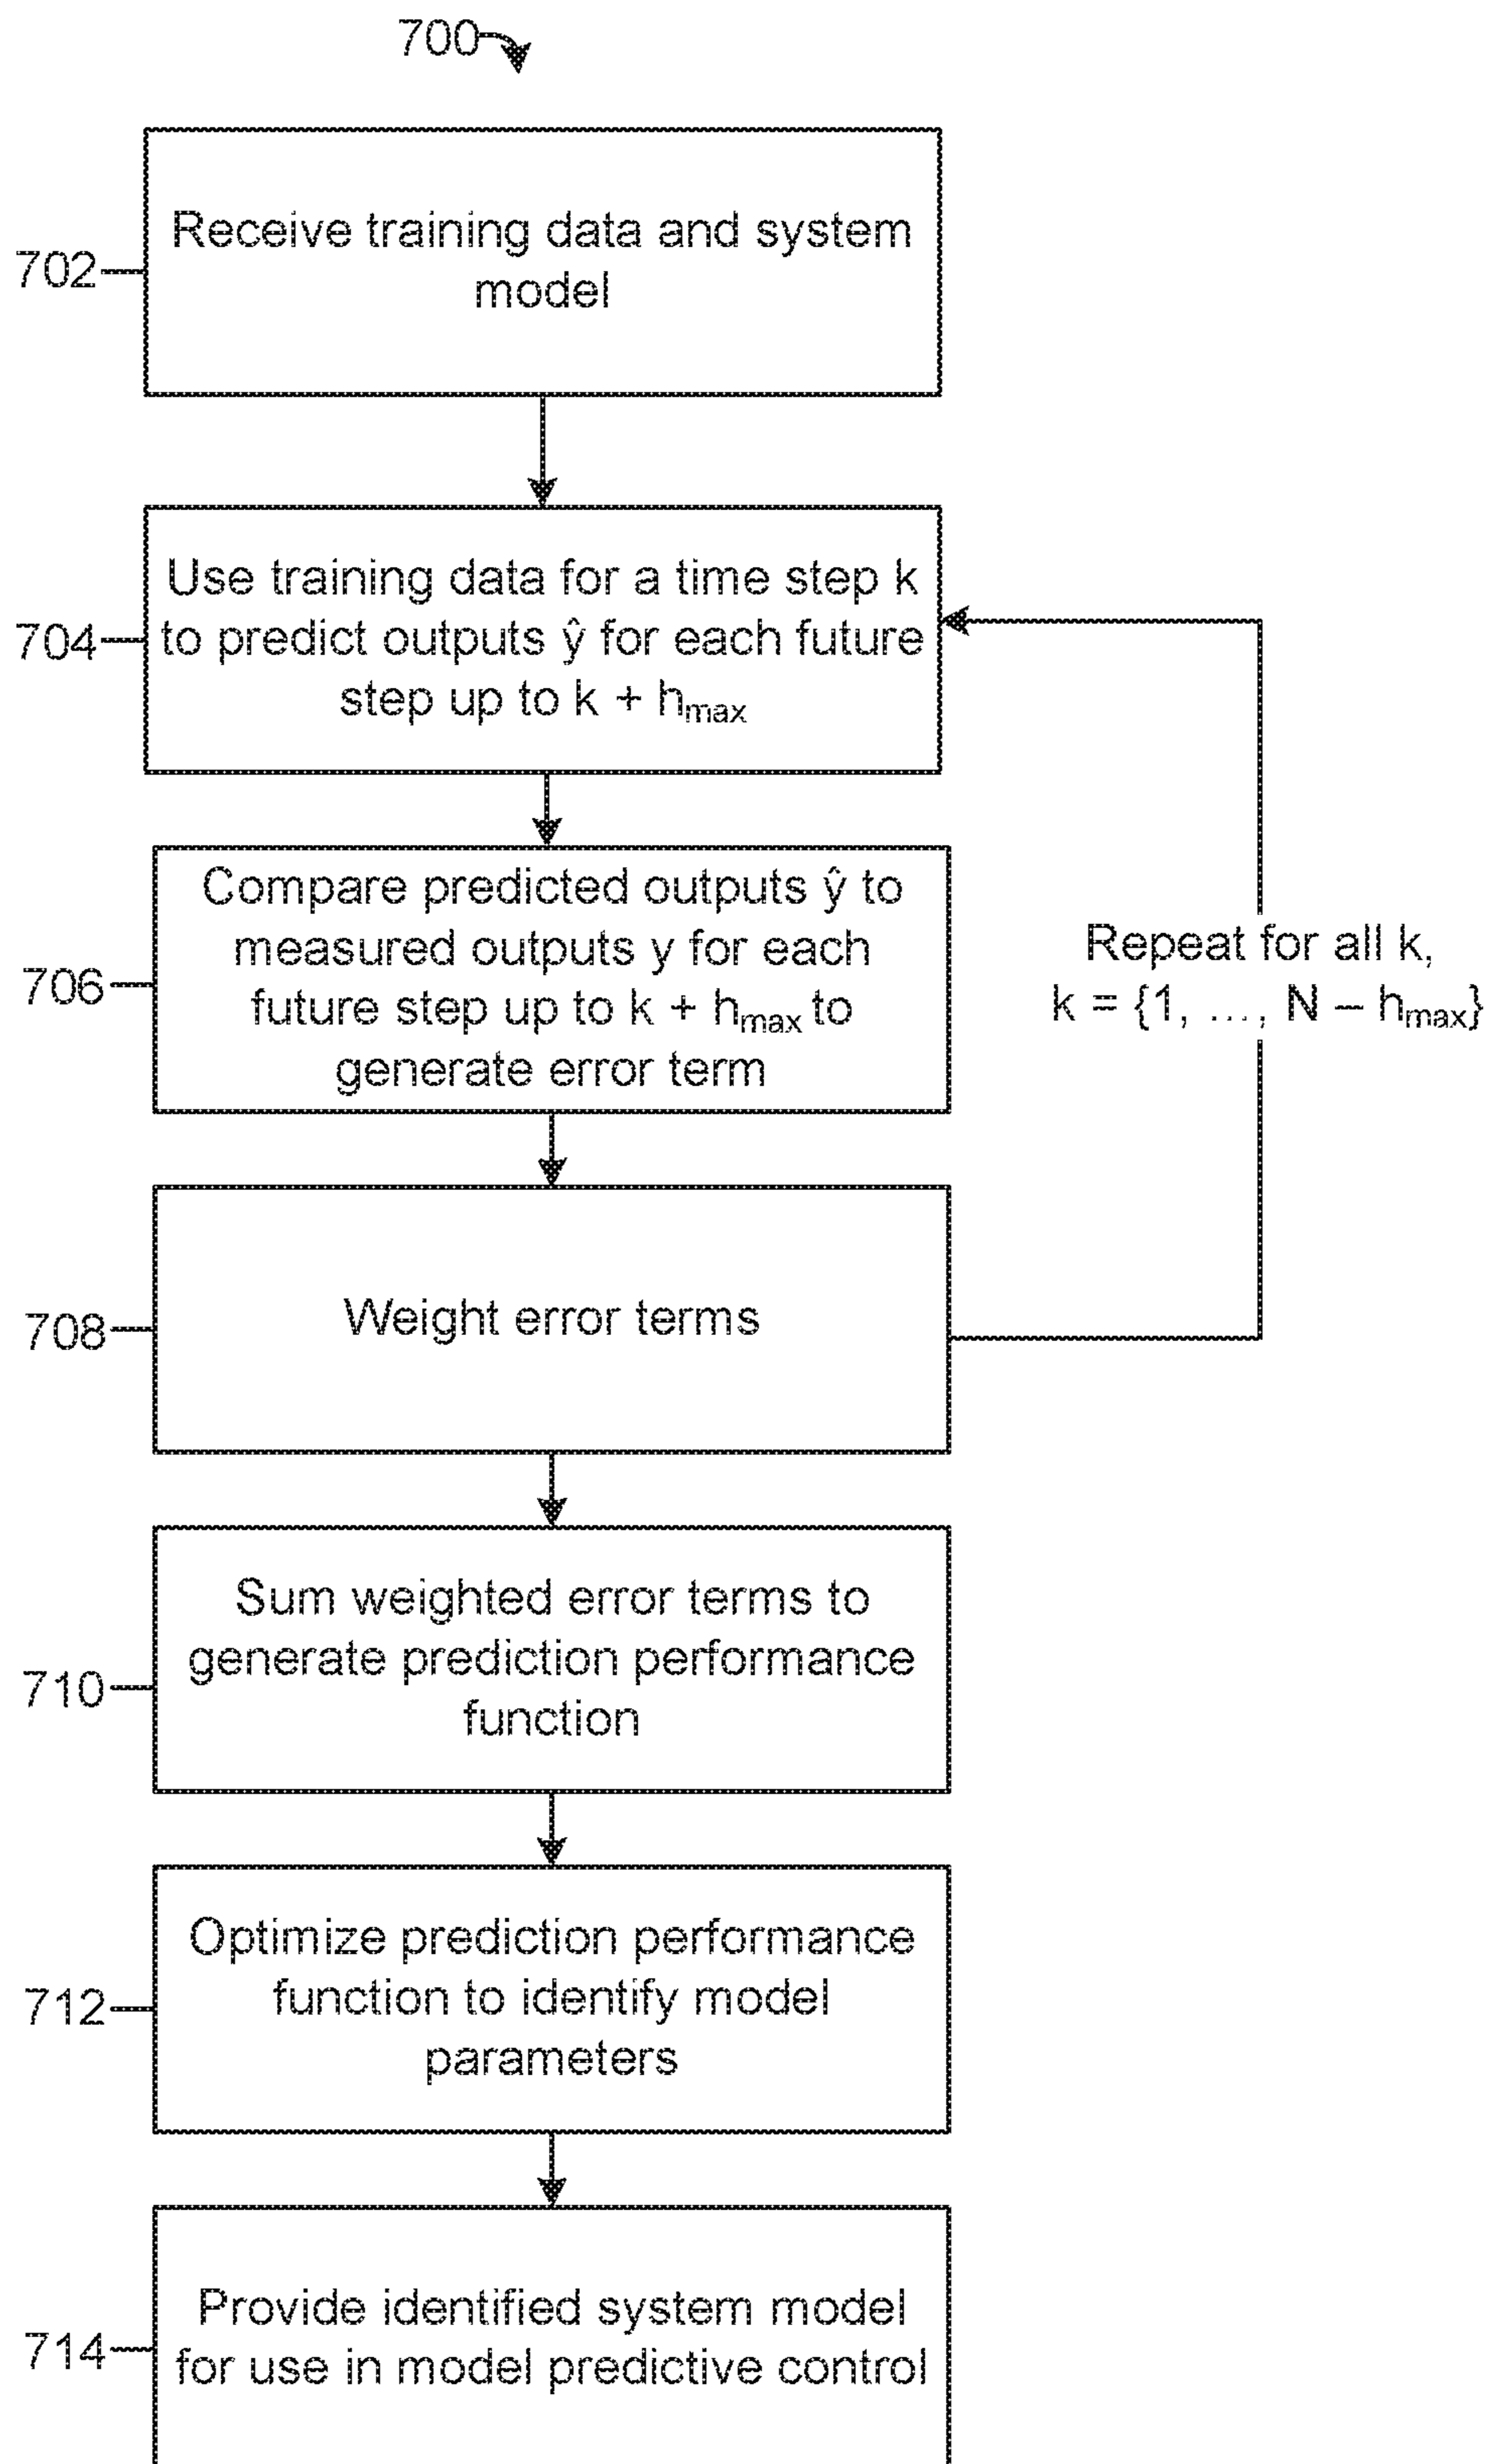 700
702
Receive training data and system
model
704
Use training data for a time step k
to predict outputs ŷ for each future
step up to k + hmax
706
Compare predicted outputs ŷ to
measured outputs y for each
future step up to k + hmax to
generate error term
Repeat for all k,
k = {1, ..., N – hmax}
708
Weight error terms
710
Sum weighted error terms to
generate prediction performance
function
712
Optimize prediction performance
function to identify model
parameters
714
Provide identified system model
for use in model predictive control